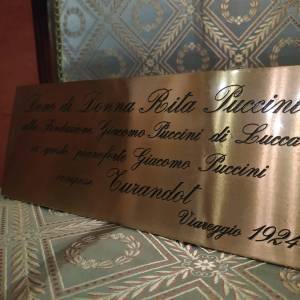 Dono di Donna Rita Puccini
alla Fondazione Giacomo Puccini di Lucca
a questo pianoforte Giacomo Puccini
compose Turandot
Viareggio 1924